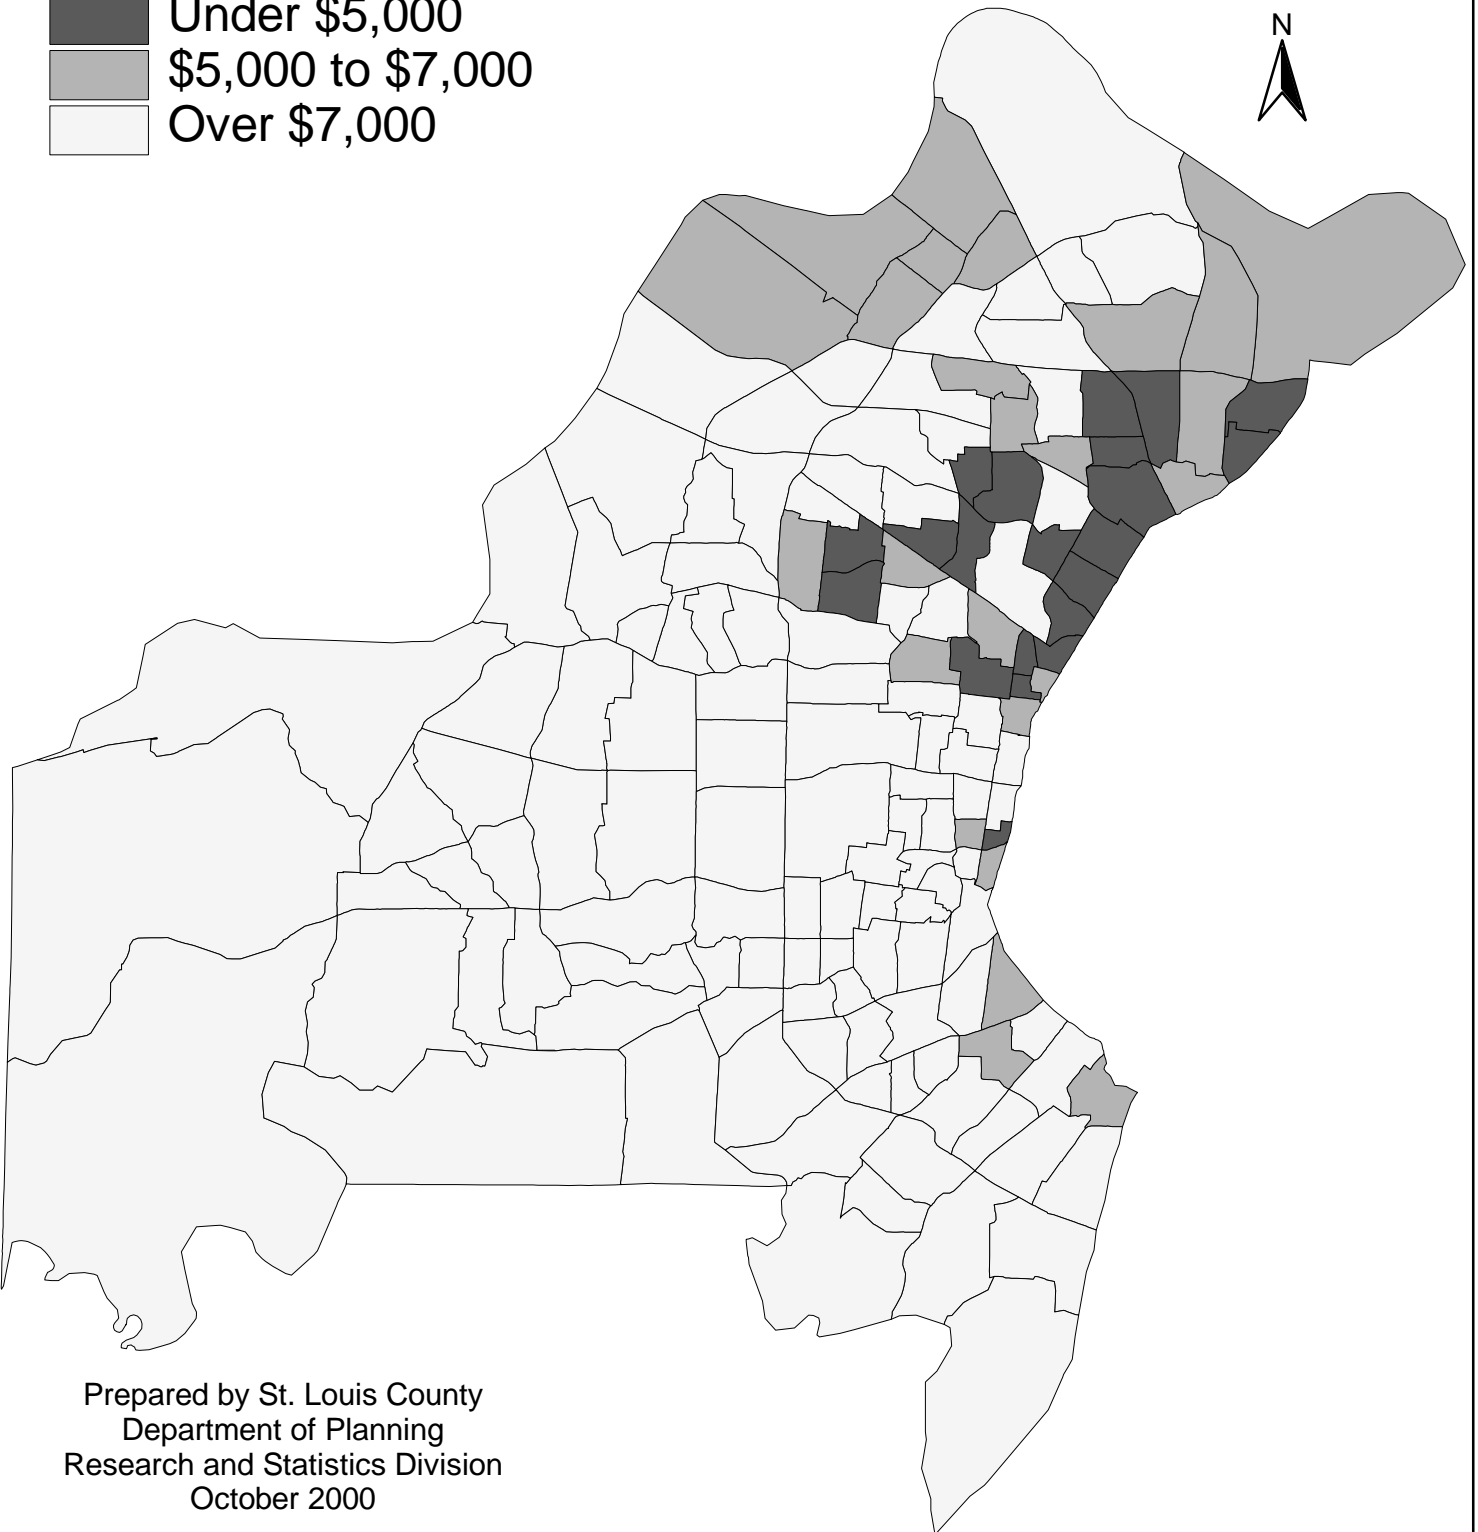 Under $5,000
$5,000 to $7,000
Over $7,000
N
Prepared by St. Louis County
Department of Planning
Research and Statistics Division
October 2000